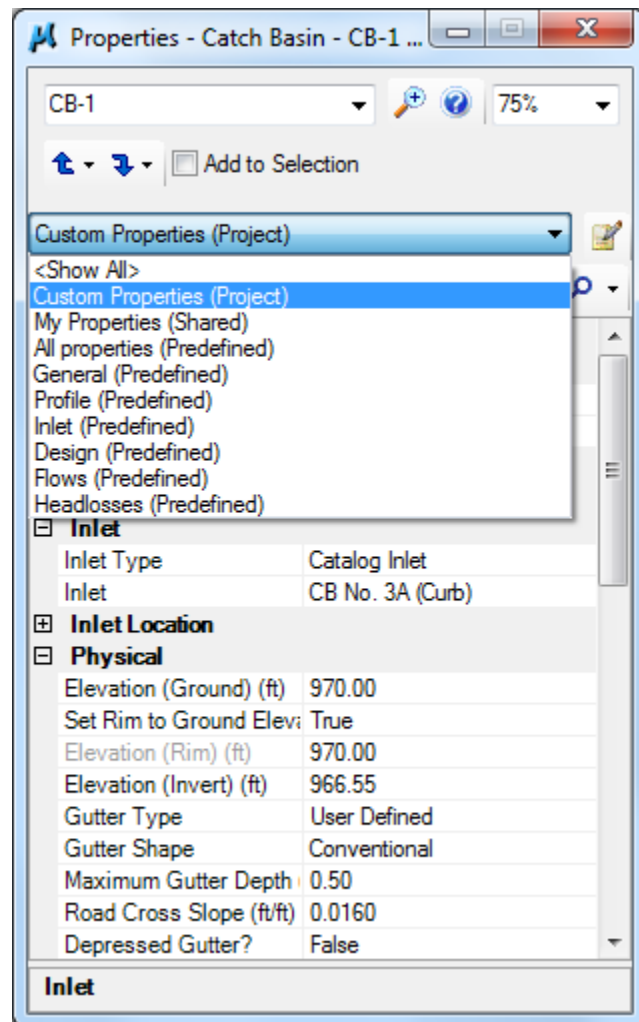 Properties - Catch Basin - CB-1 ...
CB-1 75%
Add to Selection
Custom Properties (Project)
<Show All>
Custom Properties (Project)
My Properties (Shared)
All properties (Predefined)
General (Predefined)
Profile (Predefined)
Inlet (Predefined)
Design (Predefined)
Flows (Predefined)
Headlosses (Predefined)
Inlet
Inlet Type Catalog Inlet
Inlet CB No. 3A (Curb)
Inlet Location
Physical
Elevation (Ground) (ft) 970.00
Set Rim to Ground Eleva True
Elevation (Rim) (ft) 970.00
Elevation (Invert) (ft) 966.55
Gutter Type User Defined
Gutter Shape Conventional
Maximum Gutter Depth ( 0.50
Road Cross Slope (ft/ft) 0.0160
Depressed Gutter? False
Inlet